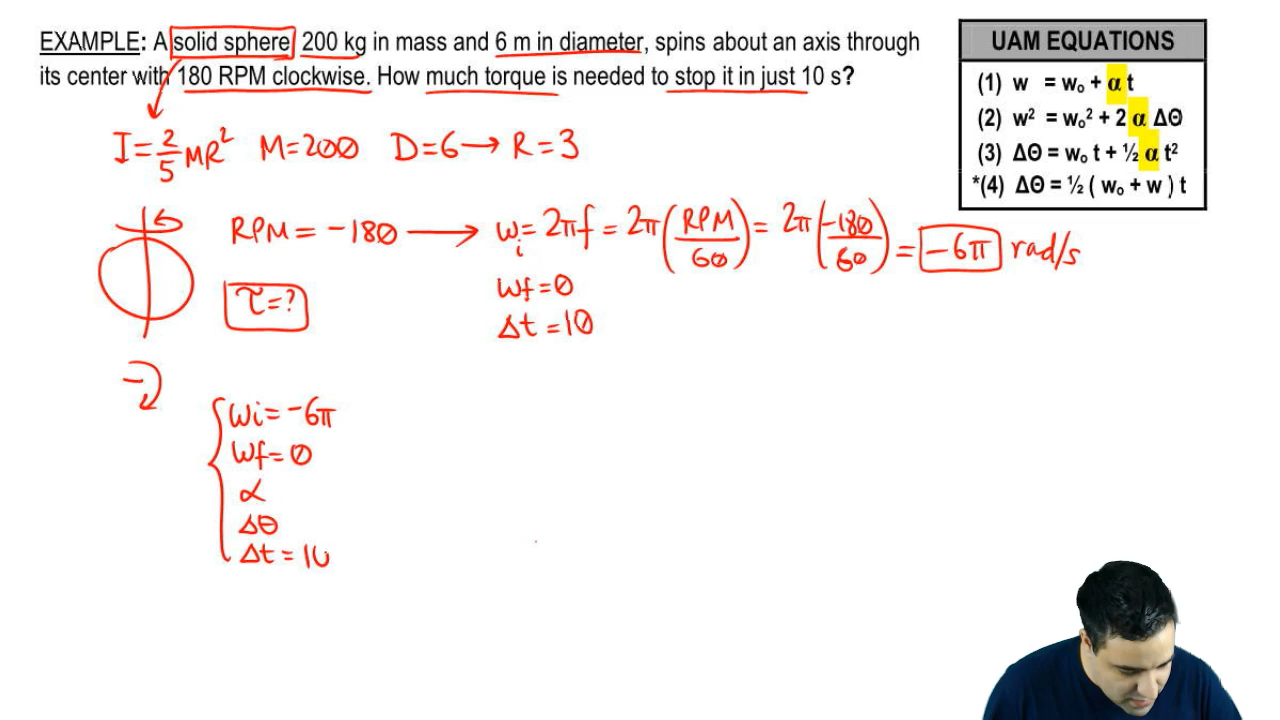 EXAMPLE: A solid sphere, 200 kg in mass and 6 m in diameter, spins about an axis through
its center with 180 RPM clockwise. How much torque is needed to stop it in just 10 s?
UAM EQUATIONS
(1) w = w₀ + α t
(2) w² = w₀² + 2 α ΔΘ
(3) ΔΘ = w₀ t + ½ α t²
*(4) ΔΘ = ½ ( w₀ + w ) t
I = 2/5 MR² M=200 D=6 → R=3
RPM = -180 → wi = 2πf = 2π(RPM/60) = 2π(-180/60) = -6π rad/s
τ=?
wf=0
Δt=10
-
wi=-6π
wf=0
α
Δθ
Δt=10